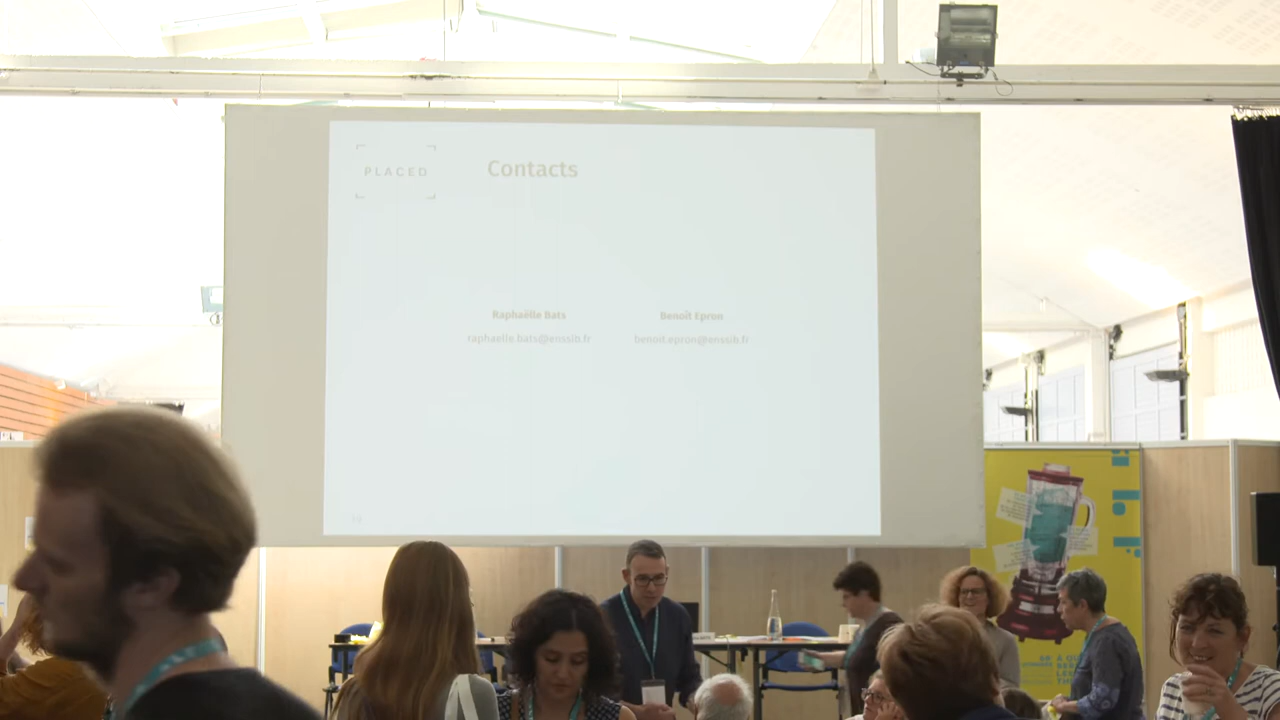 PLACED
Contacts
Raphaëlle Bats
Benoît Epron
raphaelle.bats@enssib.fr
benoit.epron@enssib.fr